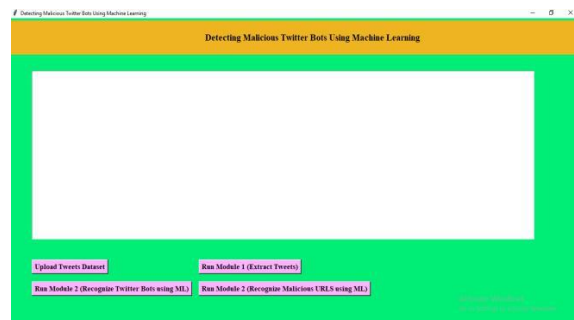 Detecting Malicious Twitter Bots Using Machine Learning
Detecting Malicious Twitter Bots Using Machine Learning
Upload Tweets Dataset
Run Module 1 (Extract Tweets)
Run Module 2 (Recognize Twitter Bots using ML)
Run Module 2 (Recognize Malicious URLS using ML)